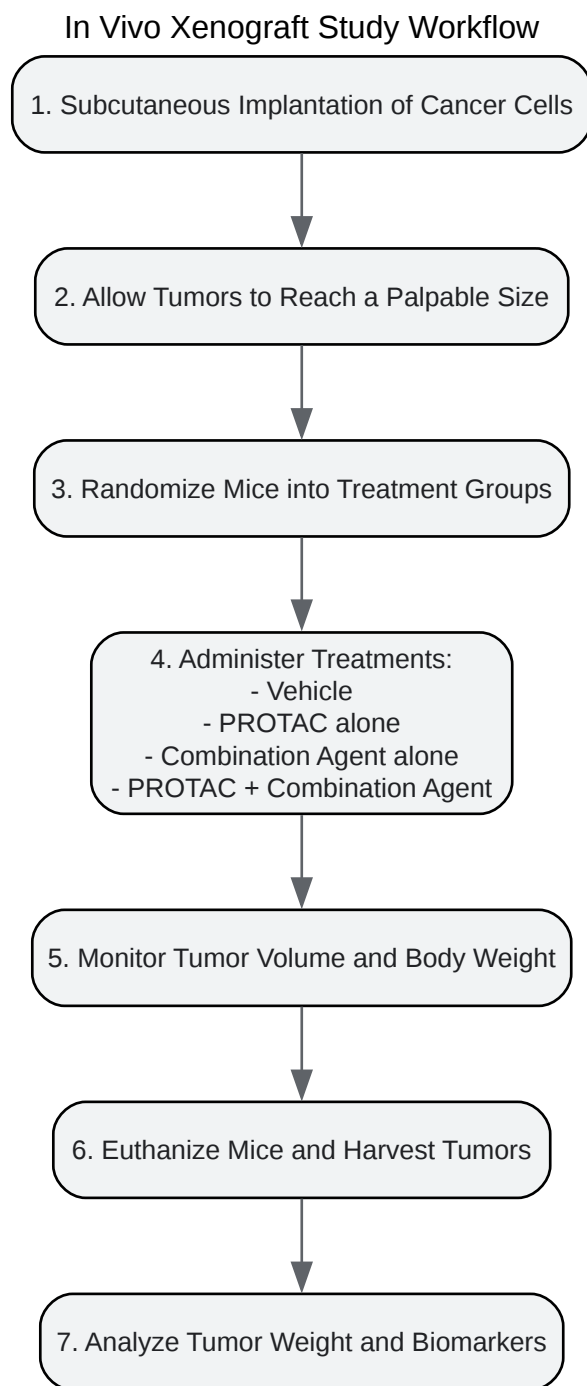 In Vivo Xenograft Study Workflow
1. Subcutaneous Implantation of Cancer Cells
2. Allow Tumors to Reach a Palpable Size
3. Randomize Mice into Treatment Groups
4. Administer Treatments:
- Vehicle
- PROTAC alone
- Combination Agent alone
- PROTAC + Combination Agent
5. Monitor Tumor Volume and Body Weight
6. Euthanize Mice and Harvest Tumors
7. Analyze Tumor Weight and Biomarkers